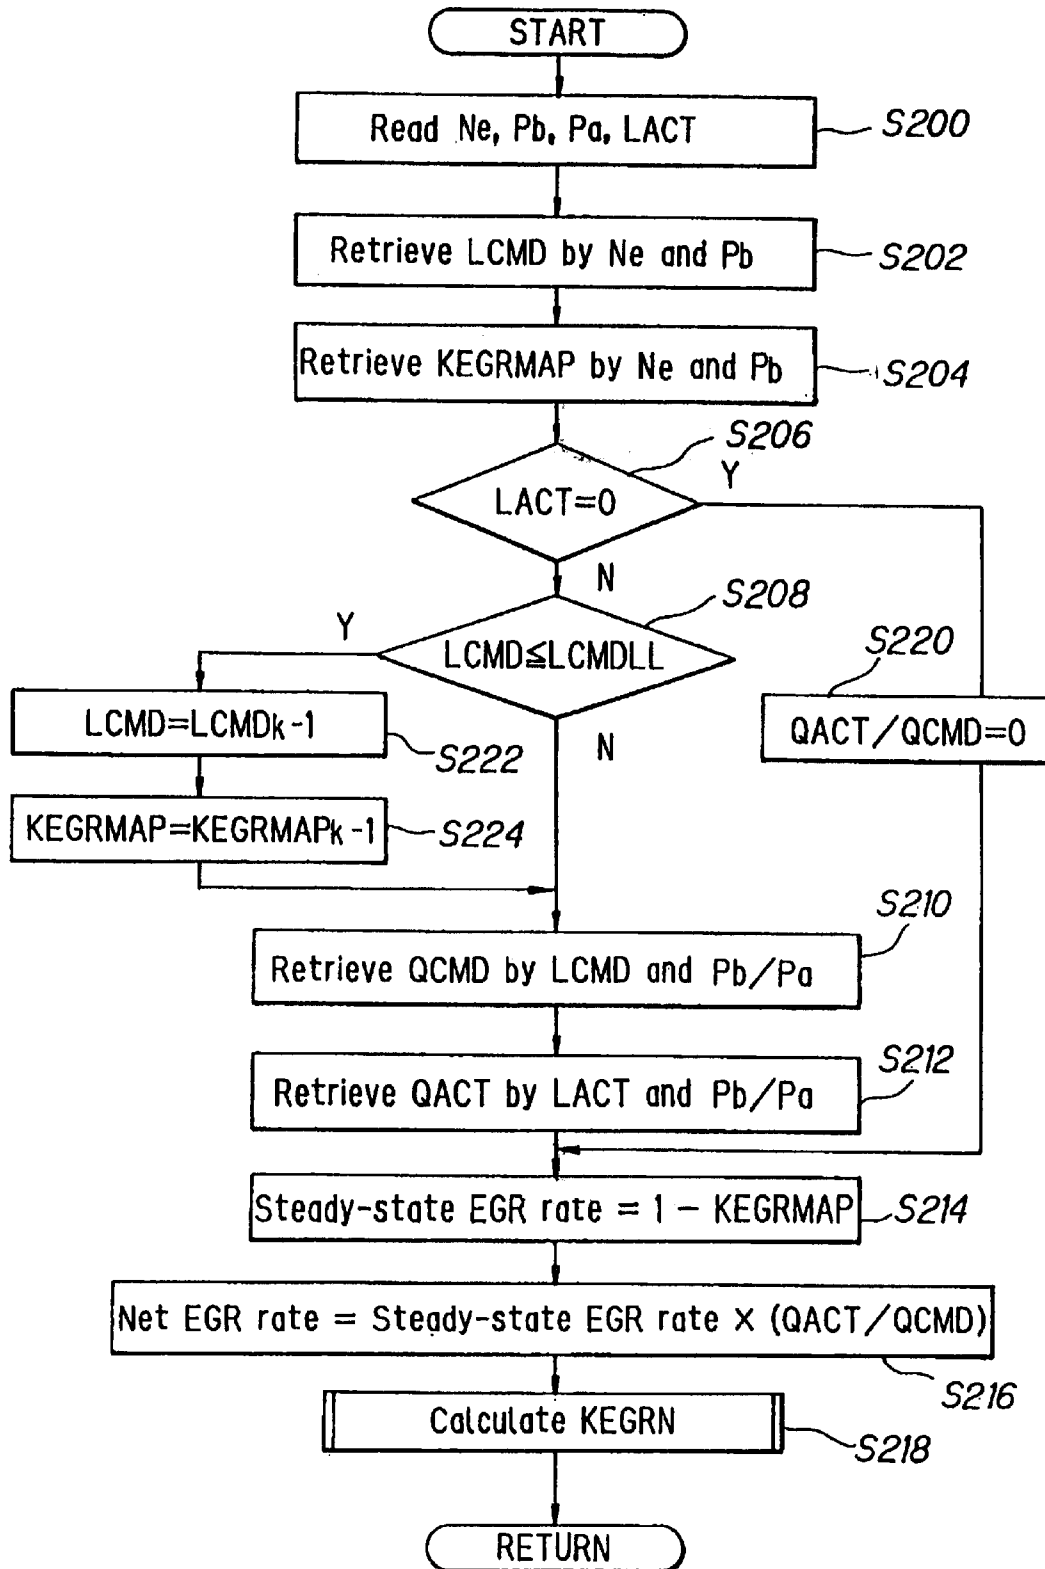 START
Read Ne, Pb, Pa, LACT
S200
Retrieve LCMD by Ne and Pb
S202
Retrieve KEGRMAP by Ne and Pb
S204
S206
LACT=0
Y
N
S208
LCMD≦LCMDLL
Y
N
S220
QACT/QCMD=0
LCMD=LCMDk-1
S222
KEGRMAP=KEGRMAPk-1
S224
S210
Retrieve QCMD by LCMD and Pb/Pa
S212
Retrieve QACT by LACT and Pb/Pa
Steady-state EGR rate = 1 - KEGRMAP
S214
Net EGR rate = Steady-state EGR rate × (QACT/QCMD)
S216
Calculate KEGRN
S218
RETURN